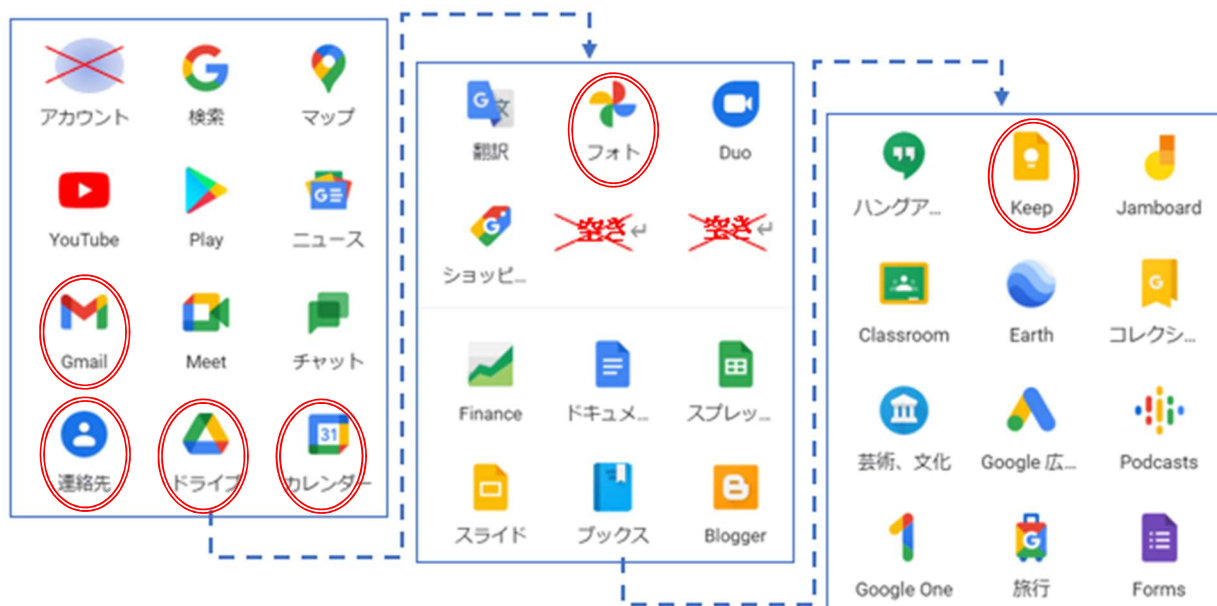 アカウント 検索 マップ
YouTube Play ニュース
Gmail Meet チャット
連絡先 ドライブ カレンダー
31
翻訳 フォト Duo
ショッピ... 空き 空き
Finance ドキュメ... スプレッ...
スライド ブックス Blogger
ハングア... Keep Jamboard
Classroom Earth コレクシ...
芸術、文化 Google 広... Podcasts
Google One 旅行 Forms